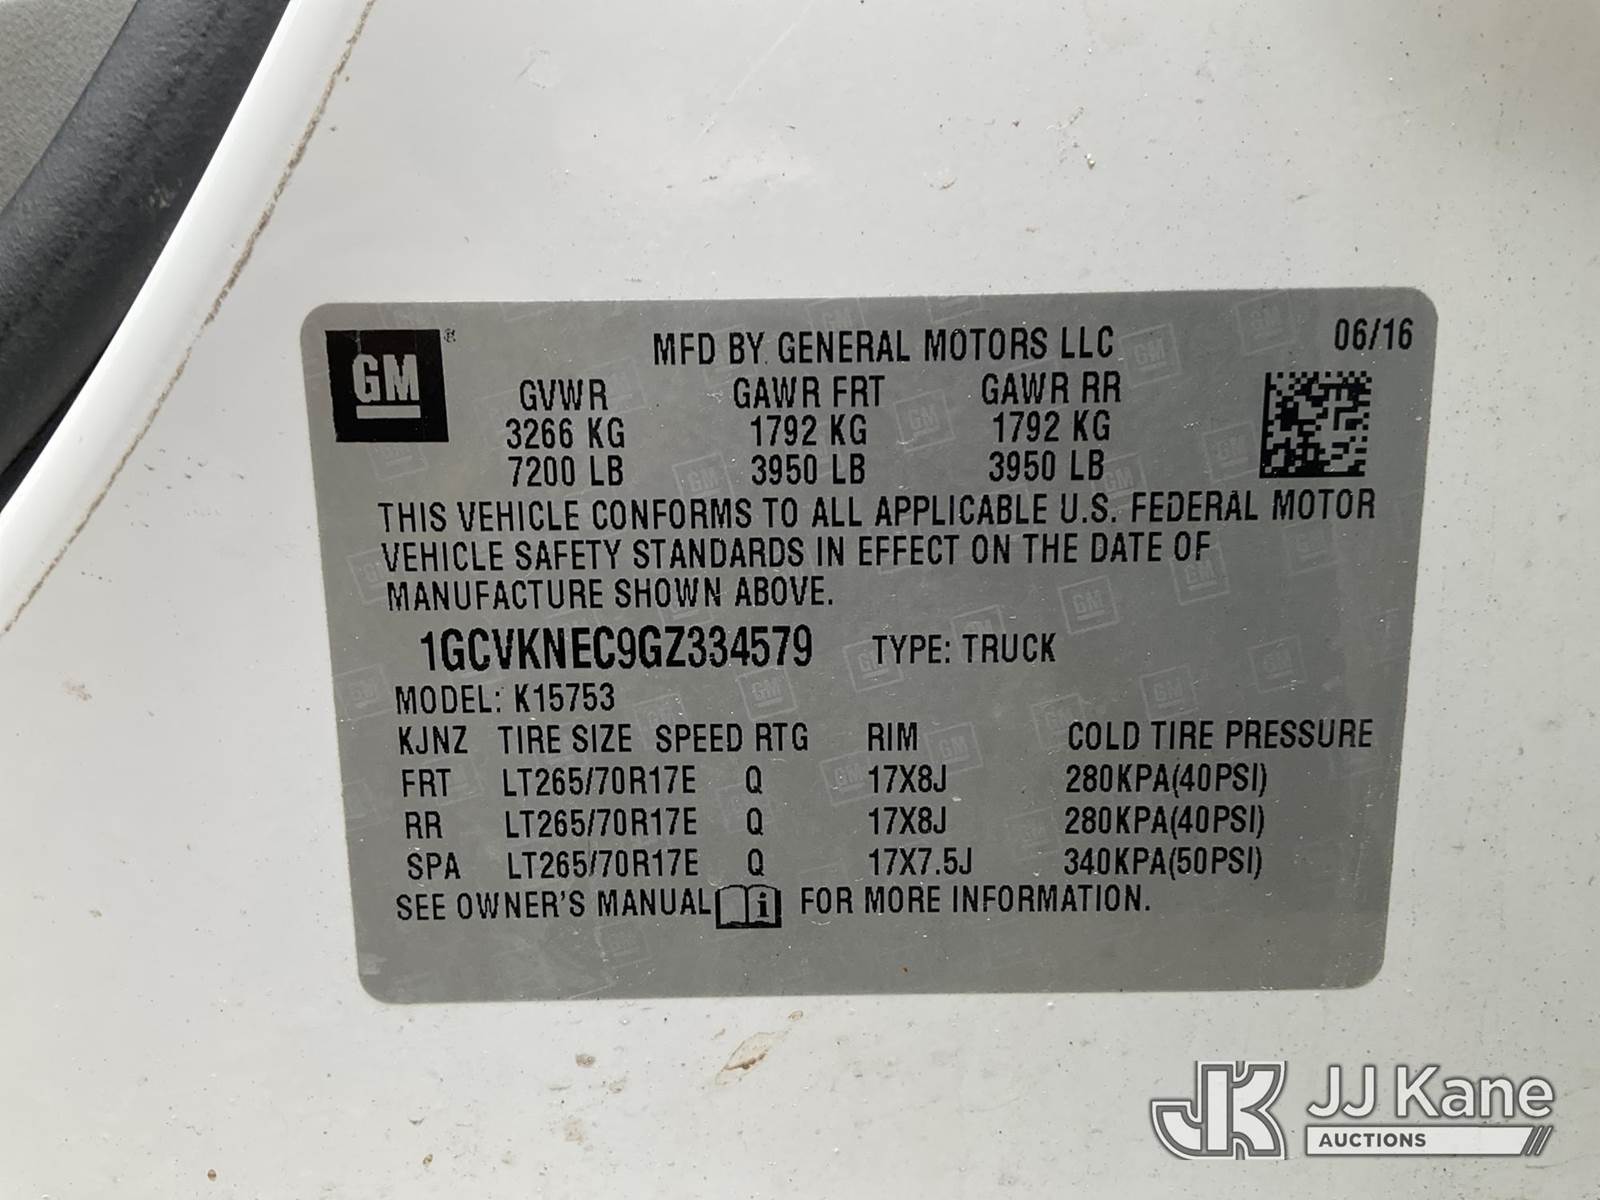 GM®
MFD BY GENERAL MOTORS LLC 06/16
GVWR GAWR FRT GAWR RR
3266 KG 1792 KG 1792 KG
7200 LB 3950 LB 3950 LB
THIS VEHICLE CONFORMS TO ALL APPLICABLE U.S. FEDERAL MOTOR
VEHICLE SAFETY STANDARDS IN EFFECT ON THE DATE OF
MANUFACTURE SHOWN ABOVE.
1GCVKNEC9GZ334579 TYPE: TRUCK
MODEL: K15753
KJNZ TIRE SIZE SPEED RTG RIM COLD TIRE PRESSURE
FRT LT265/70R17E Q 17X8J 280KPA(40PSI)
RR LT265/70R17E Q 17X8J 280KPA(40PSI)
SPA LT265/70R17E Q 17X7.5J 340KPA(50PSI)
SEE OWNER'S MANUAL i FOR MORE INFORMATION.
JK JJ Kane
AUCTIONS